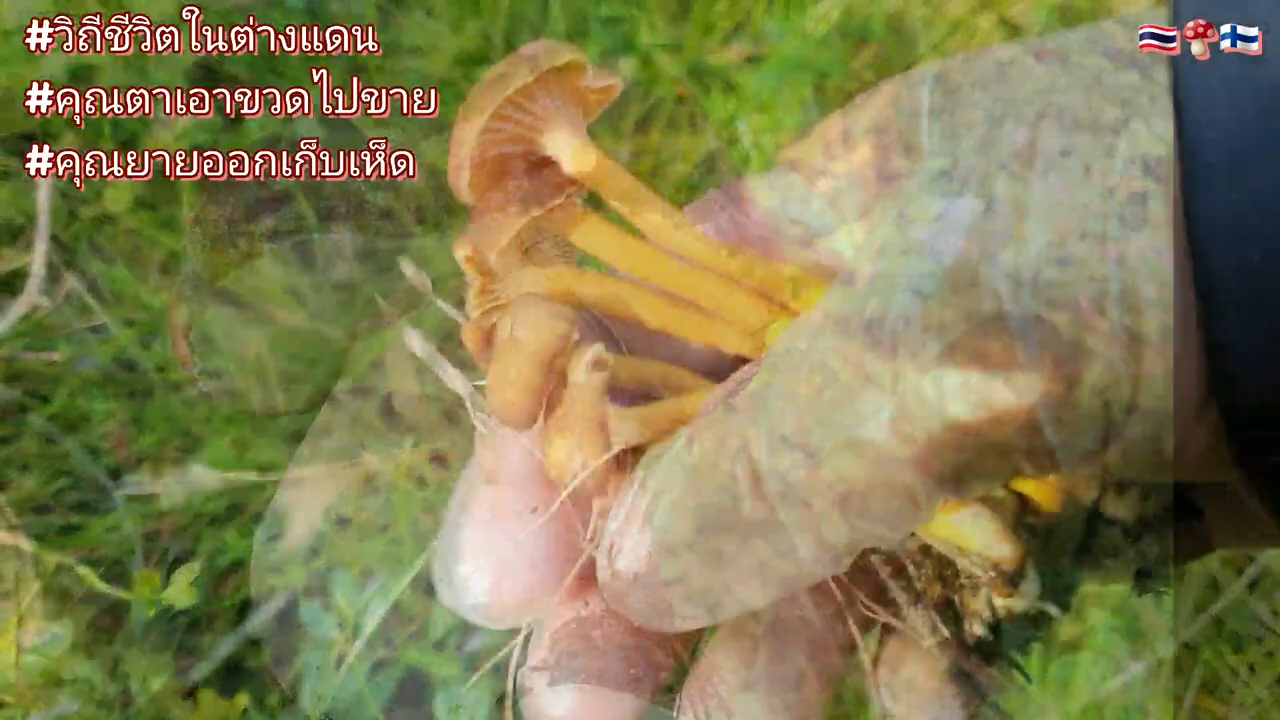 #วิถีชีวิตในต่างแดน
#คุณตาเอาขวดไปขาย
#คุณยายออกเก็บเห็ด